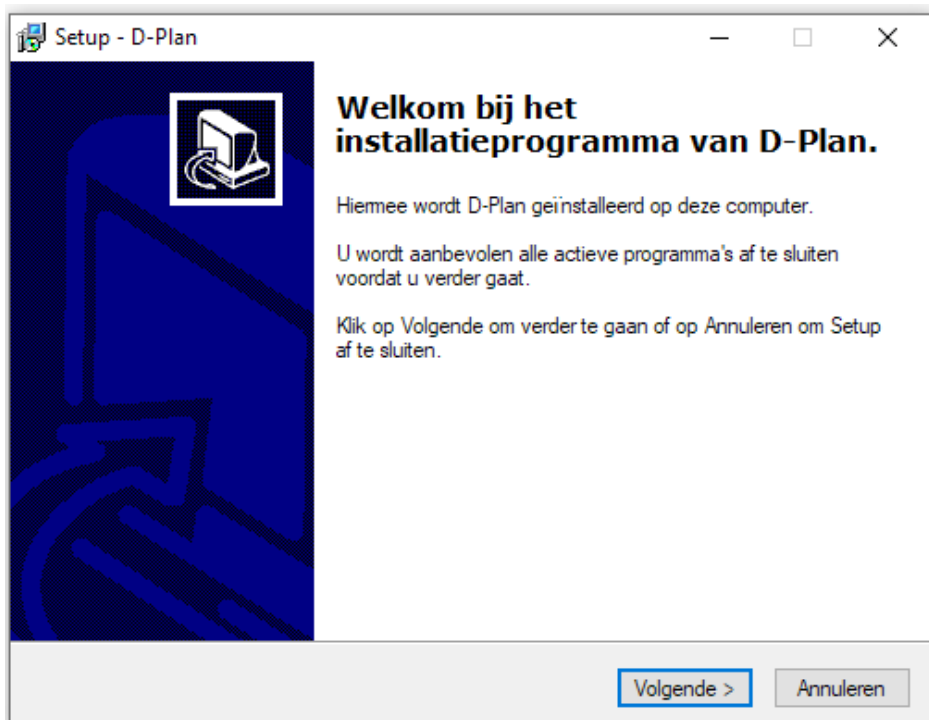 Setup - D-Plan
Welkom bij het
installatieprogramma van D-Plan.
Hiermee wordt D-Plan geïnstalleerd op deze computer.
U wordt aanbevolen alle actieve programma's af te sluiten
voordat u verder gaat.
Klik op Volgende om verder te gaan of op Annuleren om Setup
af te sluiten.
Volgende >
Annuleren